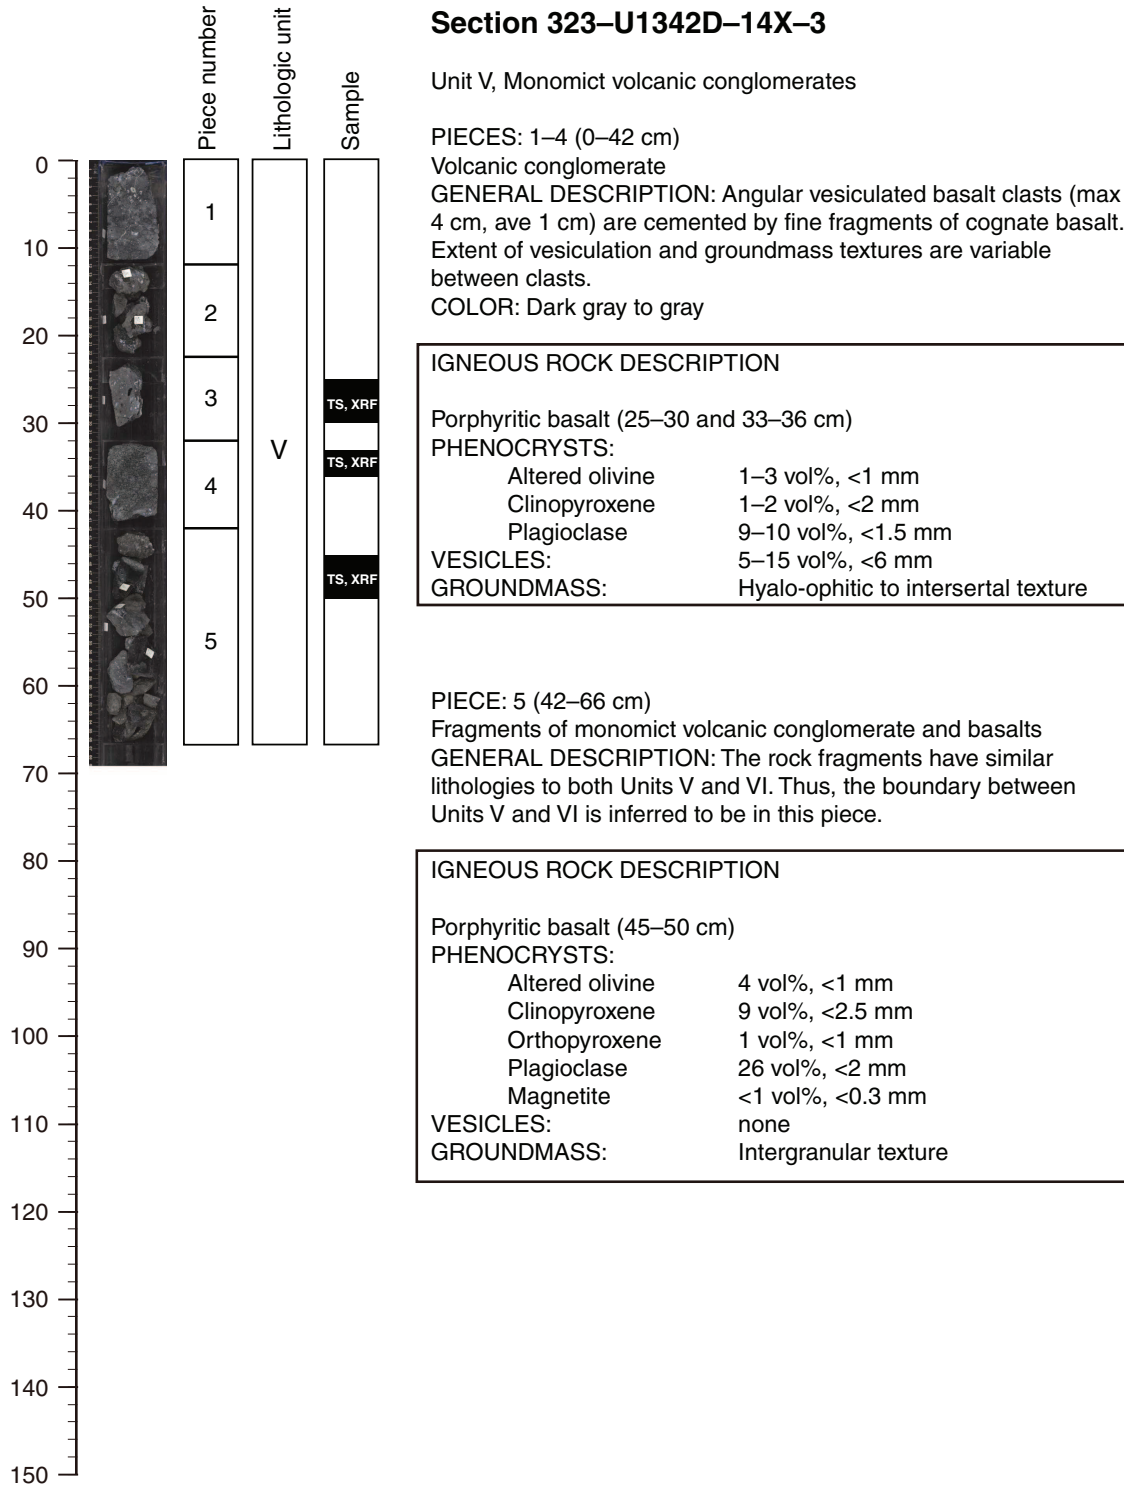 Piece number
Lithologic unit
Sample
0
10
20
30
40
50
60
70
80
90
100
110
120
130
140
150
1
2
3
4
5
V
TS, XRF
TS, XRF
TS, XRF
Section 323–U1342D–14X–3
Unit V, Monomict volcanic conglomerates
PIECES: 1–4 (0–42 cm)
Volcanic conglomerate
GENERAL DESCRIPTION: Angular vesiculated basalt clasts (max
4 cm, ave 1 cm) are cemented by fine fragments of cognate basalt.
Extent of vesiculation and groundmass textures are variable
between clasts.
COLOR: Dark gray to gray
IGNEOUS ROCK DESCRIPTION
Porphyritic basalt (25–30 and 33–36 cm)
PHENOCRYSTS:
Altered olivine 1–3 vol%, <1 mm
Clinopyroxene 1–2 vol%, <2 mm
Plagioclase 9–10 vol%, <1.5 mm
VESICLES: 5–15 vol%, <6 mm
GROUNDMASS: Hyalo-ophitic to intersertal texture
PIECE: 5 (42–66 cm)
Fragments of monomict volcanic conglomerate and basalts
GENERAL DESCRIPTION: The rock fragments have similar
lithologies to both Units V and VI. Thus, the boundary between
Units V and VI is inferred to be in this piece.
IGNEOUS ROCK DESCRIPTION
Porphyritic basalt (45–50 cm)
PHENOCRYSTS:
Altered olivine 4 vol%, <1 mm
Clinopyroxene 9 vol%, <2.5 mm
Orthopyroxene 1 vol%, <1 mm
Plagioclase 26 vol%, <2 mm
Magnetite <1 vol%, <0.3 mm
VESICLES: none
GROUNDMASS: Intergranular texture